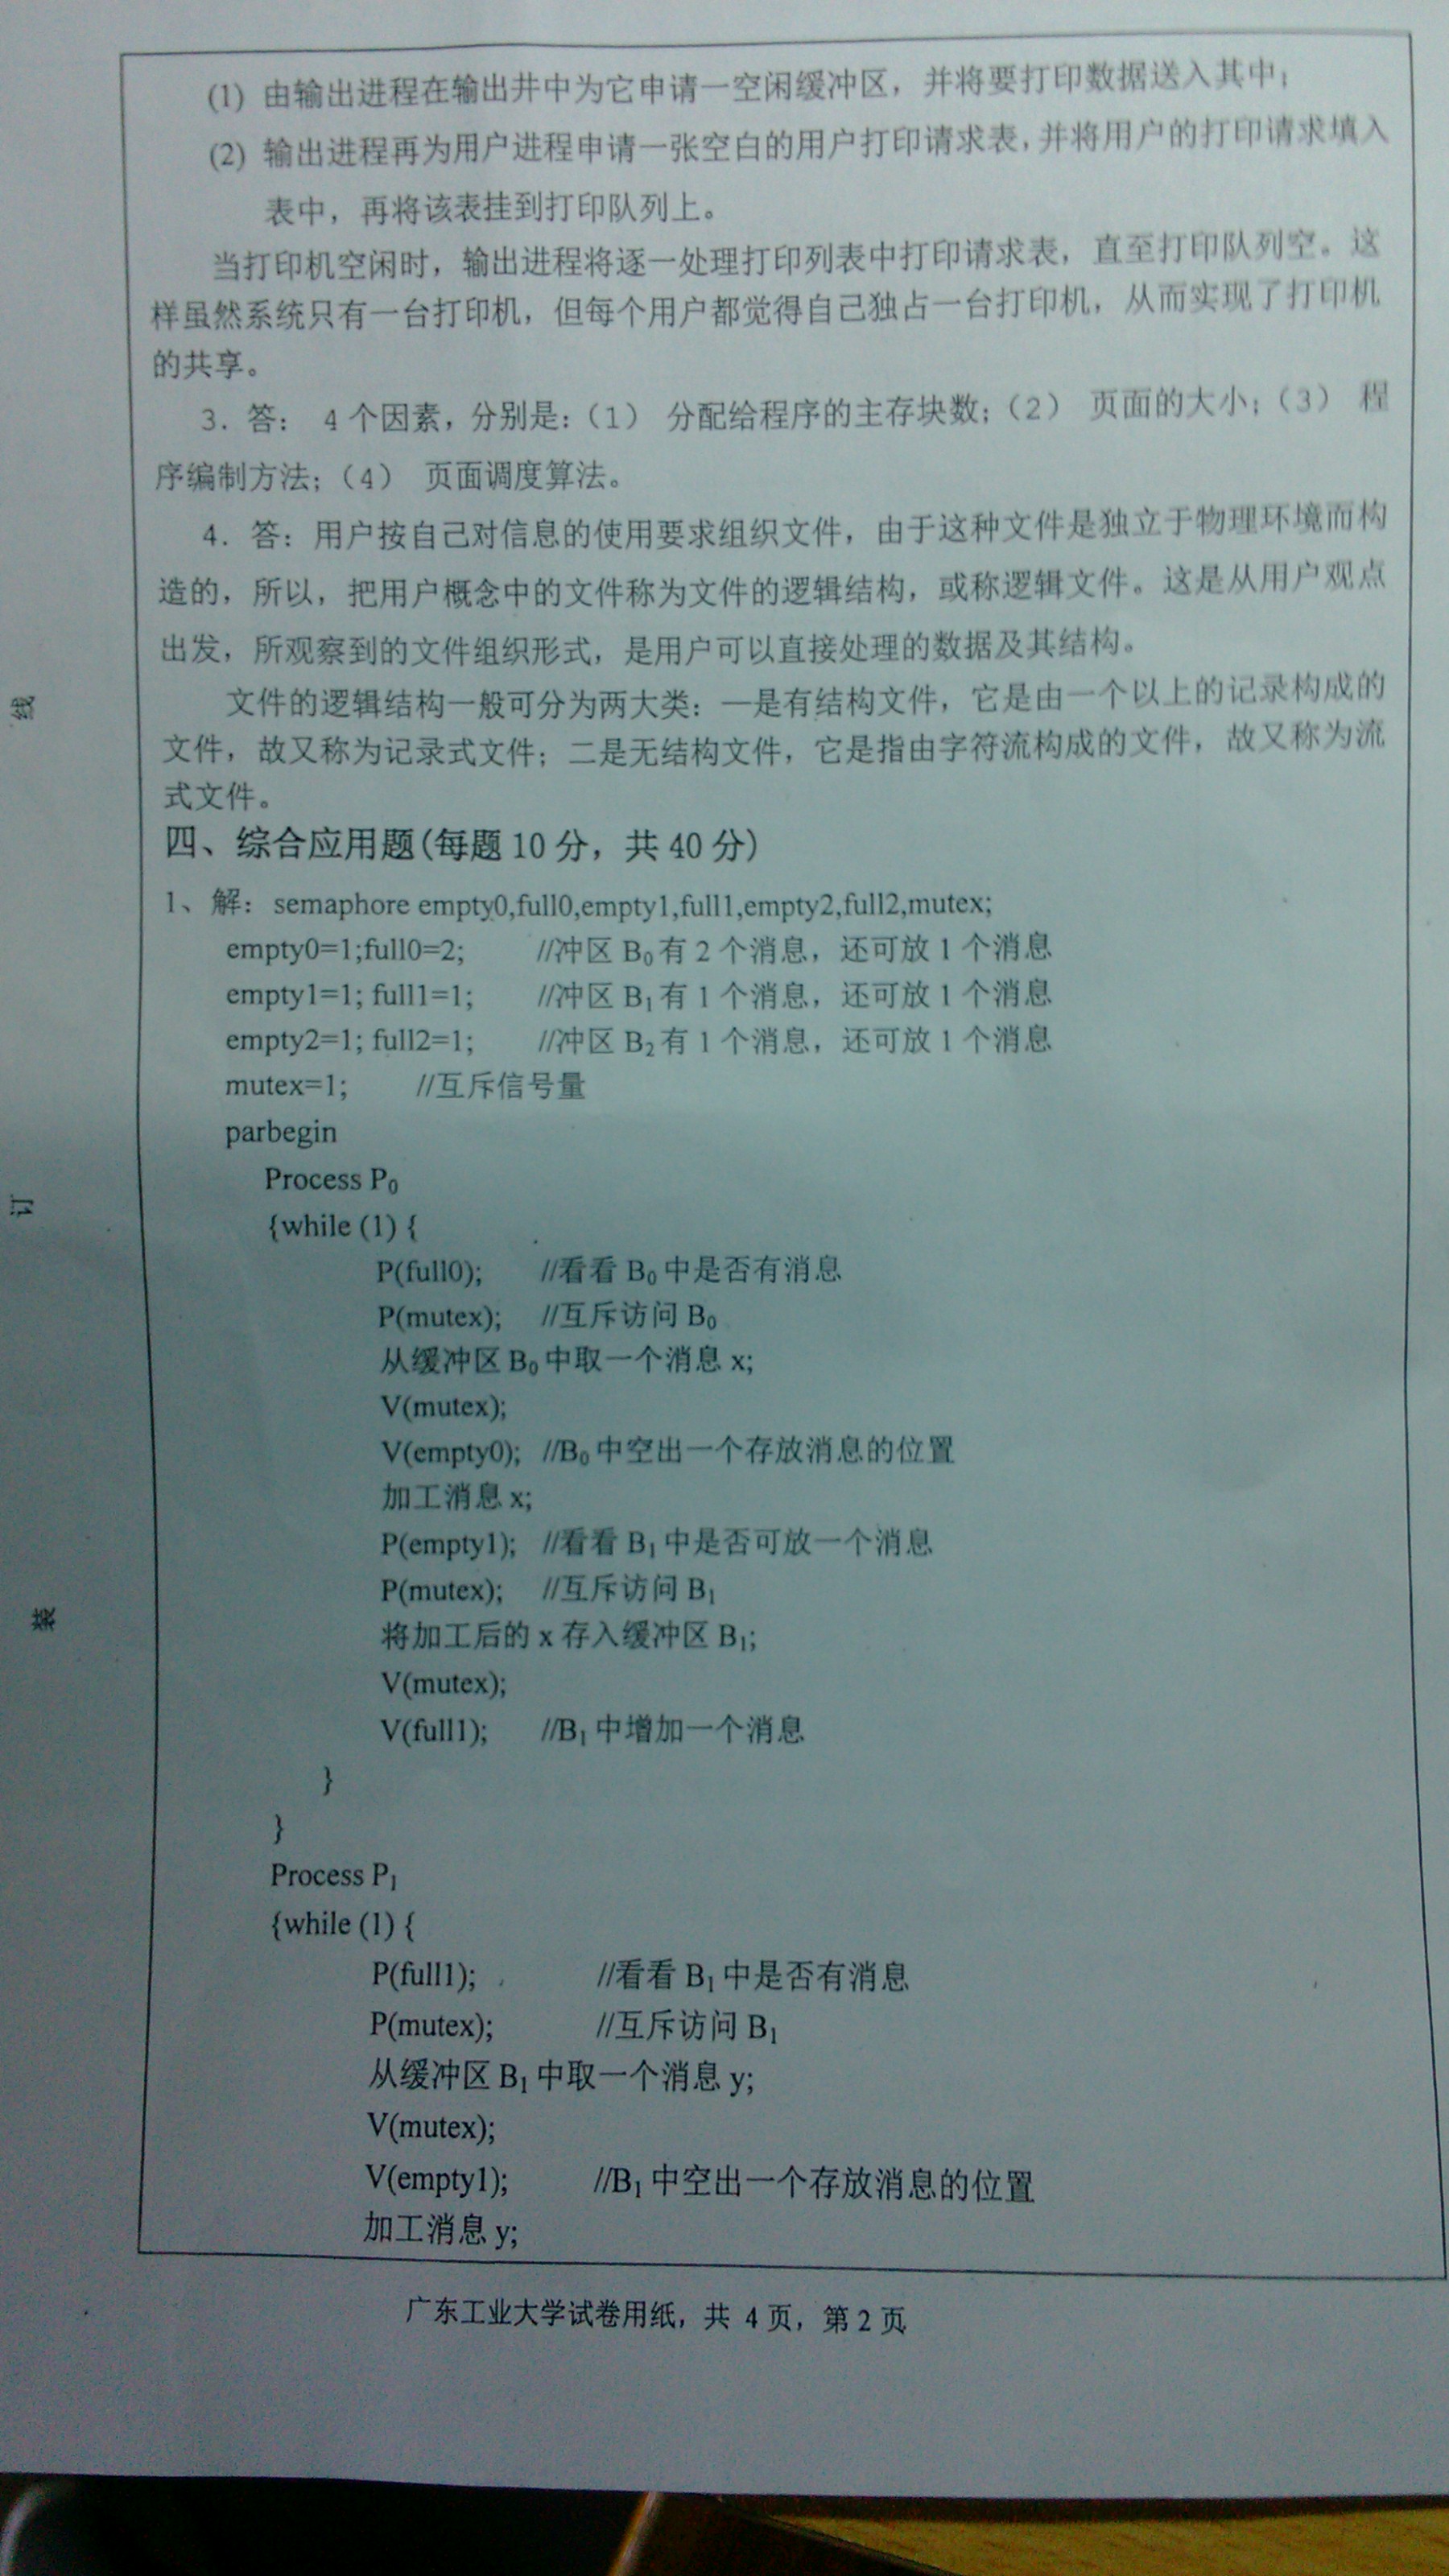 (1) 由输出进程在输出井中为它申请一空闲缓冲区，并将要打印数据送入其中；
(2) 输出进程再为用户进程申请一张空白的用户打印请求表，并将用户的打印请求填入
表中，再将该表挂到打印队列上。
当打印机空闲时，输出进程将逐一处理打印列表中打印请求表，直至打印队列空。这
样虽然系统只有一台打印机，但每个用户都觉得自己独占一台打印机，从而实现了打印机
的共享。
3. 答： 4个因素，分别是：（1） 分配给程序的主存块数；（2） 页面的大小；（3） 程
序编制方法；（4） 页面调度算法。
4. 答：用户按自己对信息的使用要求组织文件，由于这种文件是独立于物理环境而构
造的，所以，把用户概念中的文件称为文件的逻辑结构，或称逻辑文件。这是从用户观点
出发，所观察到的文件组织形式，是用户可以直接处理的数据及其结构。
文件的逻辑结构一般可分为两大类：一是有结构文件，它是由一个以上的记录构成的
文件，故又称为记录式文件；二是无结构文件，它是指由字符流构成的文件，故又称为流
式文件。
四、综合应用题(每题10分，共40分)
1、解：semaphore empty0,full0,empty1,full1,empty2,full2,mutex;
empty0=1;full0=2; //冲区 B₀有 2 个消息，还可放 1 个消息
empty1=1; full1=1; //冲区 B₁有 1 个消息，还可放 1 个消息
empty2=1; full2=1; //冲区 B₂有 1 个消息，还可放 1 个消息
mutex=1; //互斥信号量
parbegin
Process P₀
{while (1) {
P(full0); //看看 B₀中是否有消息
P(mutex); //互斥访问 B₀
从缓冲区 B₀中取一个消息 x;
V(mutex);
V(empty0); //B₀中空出一个存放消息的位置
加工消息 x;
P(empty1); //看看 B₁中是否可放一个消息
P(mutex); //互斥访问 B₁
将加工后的 x 存入缓冲区 B₁;
V(mutex);
V(full1); //B₁中增加一个消息
}
}
Process P₁
{while (1) {
P(full1); //看看 B₁中是否有消息
P(mutex); //互斥访问 B₁
从缓冲区 B₁中取一个消息 y;
V(mutex);
V(empty1); //B₁中空出一个存放消息的位置
加工消息 y;
广东工业大学试卷用纸，共 4 页，第 2 页
线
订
装